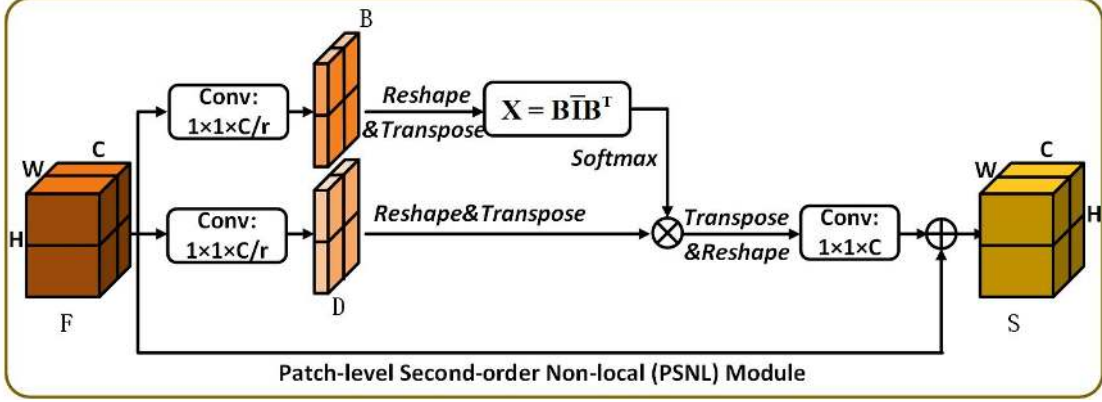 B
Conv:
1×1×C/r
Reshape
&Transpose
X = BĪBᵀ
Softmax
W
C
H
F
Conv:
1×1×C/r
D
Reshape&Transpose
Transpose
&Reshape
Conv:
1×1×C
W
C
H
S
Patch-level Second-order Non-local (PSNL) Module